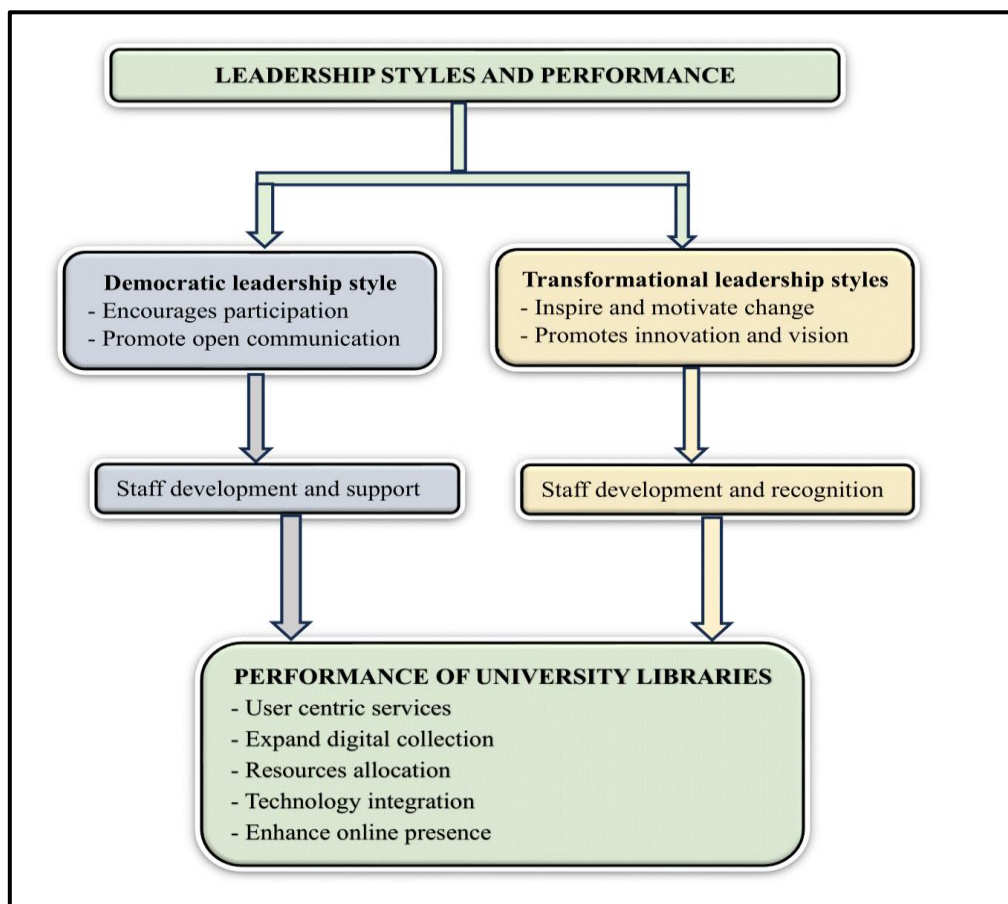 LEADERSHIP STYLES AND PERFORMANCE
Democratic leadership style
- Encourages participation
- Promote open communication
Transformational leadership styles
- Inspire and motivate change
- Promotes innovation and vision
Staff development and support
Staff development and recognition
PERFORMANCE OF UNIVERSITY LIBRARIES
- User centric services
- Expand digital collection
- Resources allocation
- Technology integration
- Enhance online presence